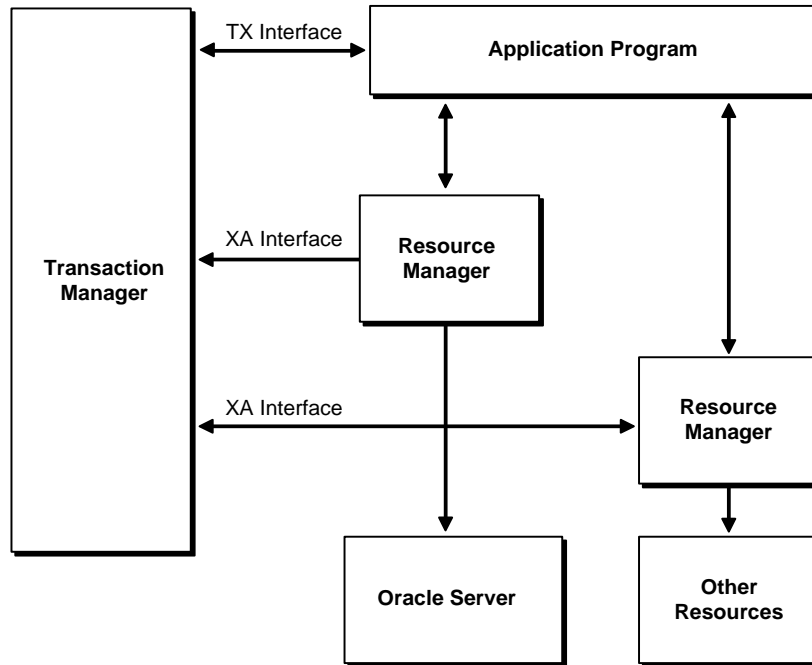 TX Interface
Application Program
XA Interface
Resource
Manager
Transaction
Manager
XA Interface
Resource
Manager
Oracle Server
Other
Resources